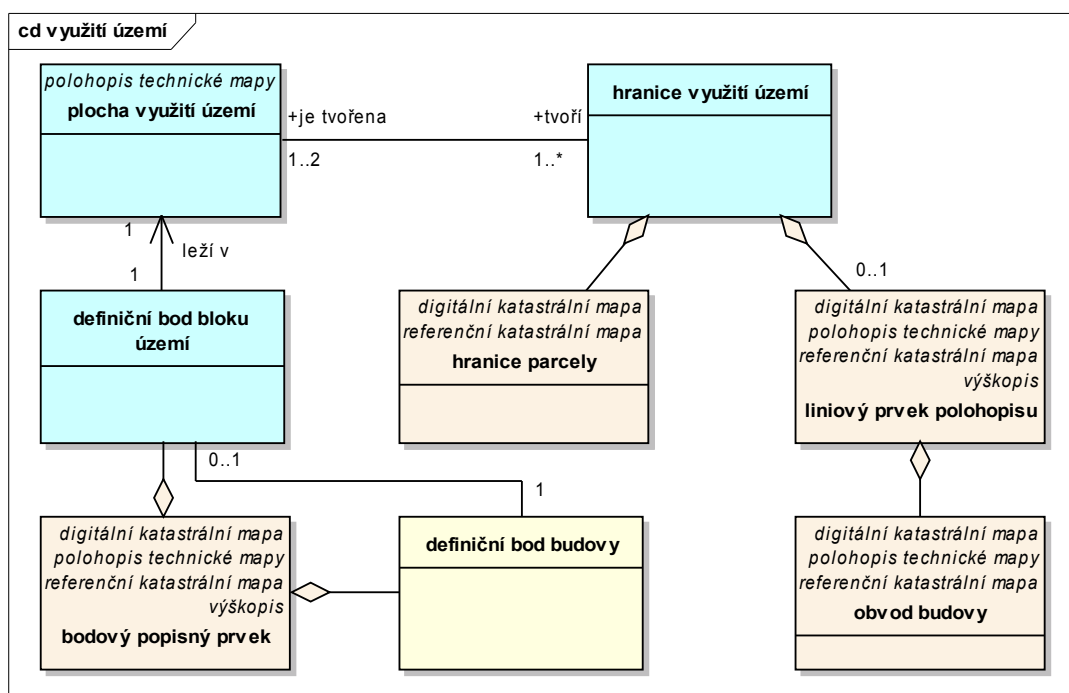 cd využití území
polohopis technické mapy
plocha využití území
hranice využití území
+je tvořena
+tvoří
1..2
1..*
1
leží v
1
0..1
definiční bod bloku
území
digitální katastrální mapa
referenční katastrální mapa
hranice parcely
digitální katastrální mapa
polohopis technické mapy
referenční katastrální mapa
výškopis
liniový prvek polohopisu
0..1
1
digitální katastrální mapa
polohopis technické mapy
referenční katastrální mapa
výškopis
bodový popisný prvek
definiční bod budovy
digitální katastrální mapa
polohopis technické mapy
referenční katastrální mapa
obvod budovy